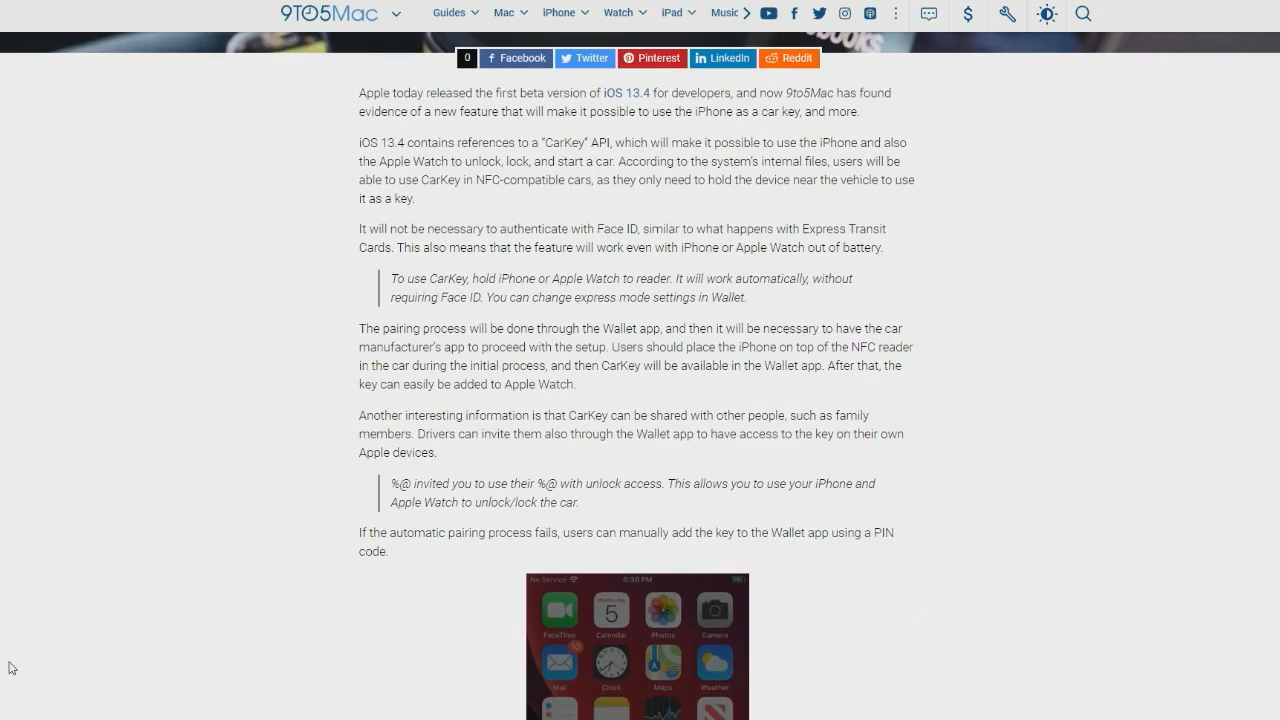 9TO5Mac
Guides Mac iPhone Watch iPad Music
OOKS
0 Facebook Twitter Pinterest LinkedIn Reddit
Apple today released the first beta version of iOS 13.4 for developers, and now 9to5Mac has found
evidence of a new feature that will make it possible to use the iPhone as a car key, and more.
iOS 13.4 contains references to a “CarKey” API, which will make it possible to use the iPhone and also
the Apple Watch to unlock, lock, and start a car. According to the system’s internal files, users will be
able to use CarKey in NFC-compatible cars, as they only need to hold the device near the vehicle to use
it as a key.
It will not be necessary to authenticate with Face ID, similar to what happens with Express Transit
Cards. This also means that the feature will work even with iPhone or Apple Watch out of battery.
To use CarKey, hold iPhone or Apple Watch to reader. It will work automatically, without
requiring Face ID. You can change express mode settings in Wallet.
The pairing process will be done through the Wallet app, and then it will be necessary to have the car
manufacturer’s app to proceed with the setup. Users should place the iPhone on top of the NFC reader
in the car during the initial process, and then CarKey will be available in the Wallet app. After that, the
key can easily be added to Apple Watch.
Another interesting information is that CarKey can be shared with other people, such as family
members. Drivers can invite them also through the Wallet app to have access to the key on their own
Apple devices.
%@ invited you to use their %@ with unlock access. This allows you to use your iPhone and
Apple Watch to unlock/lock the car.
If the automatic pairing process fails, users can manually add the key to the Wallet app using a PIN
code.
No Service 6:38 PM
Wednesday
5
FaceTime Calendar Photos Camera
10
Mail Clock Maps Weather